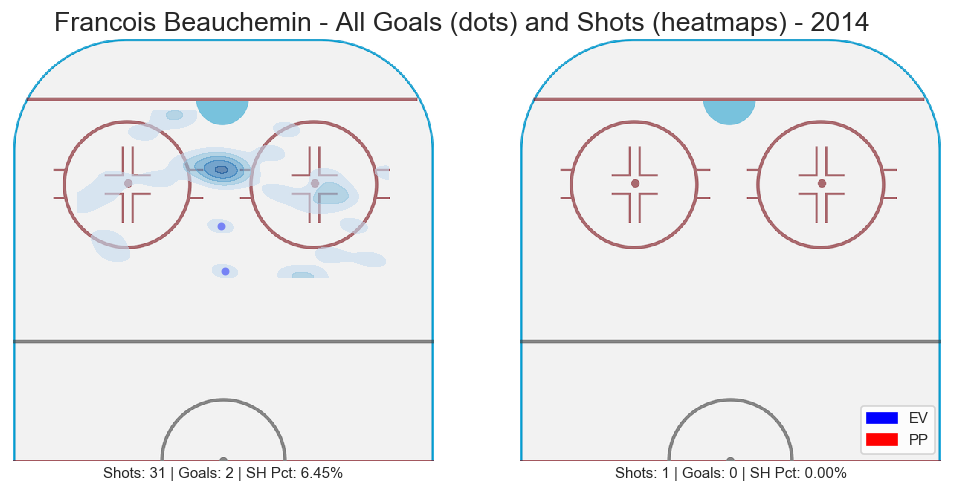 Francois Beauchemin - All Goals (dots) and Shots (heatmaps) - 2014
EV
PP
Shots: 31 | Goals: 2 | SH Pct: 6.45%
Shots: 1 | Goals: 0 | SH Pct: 0.00%